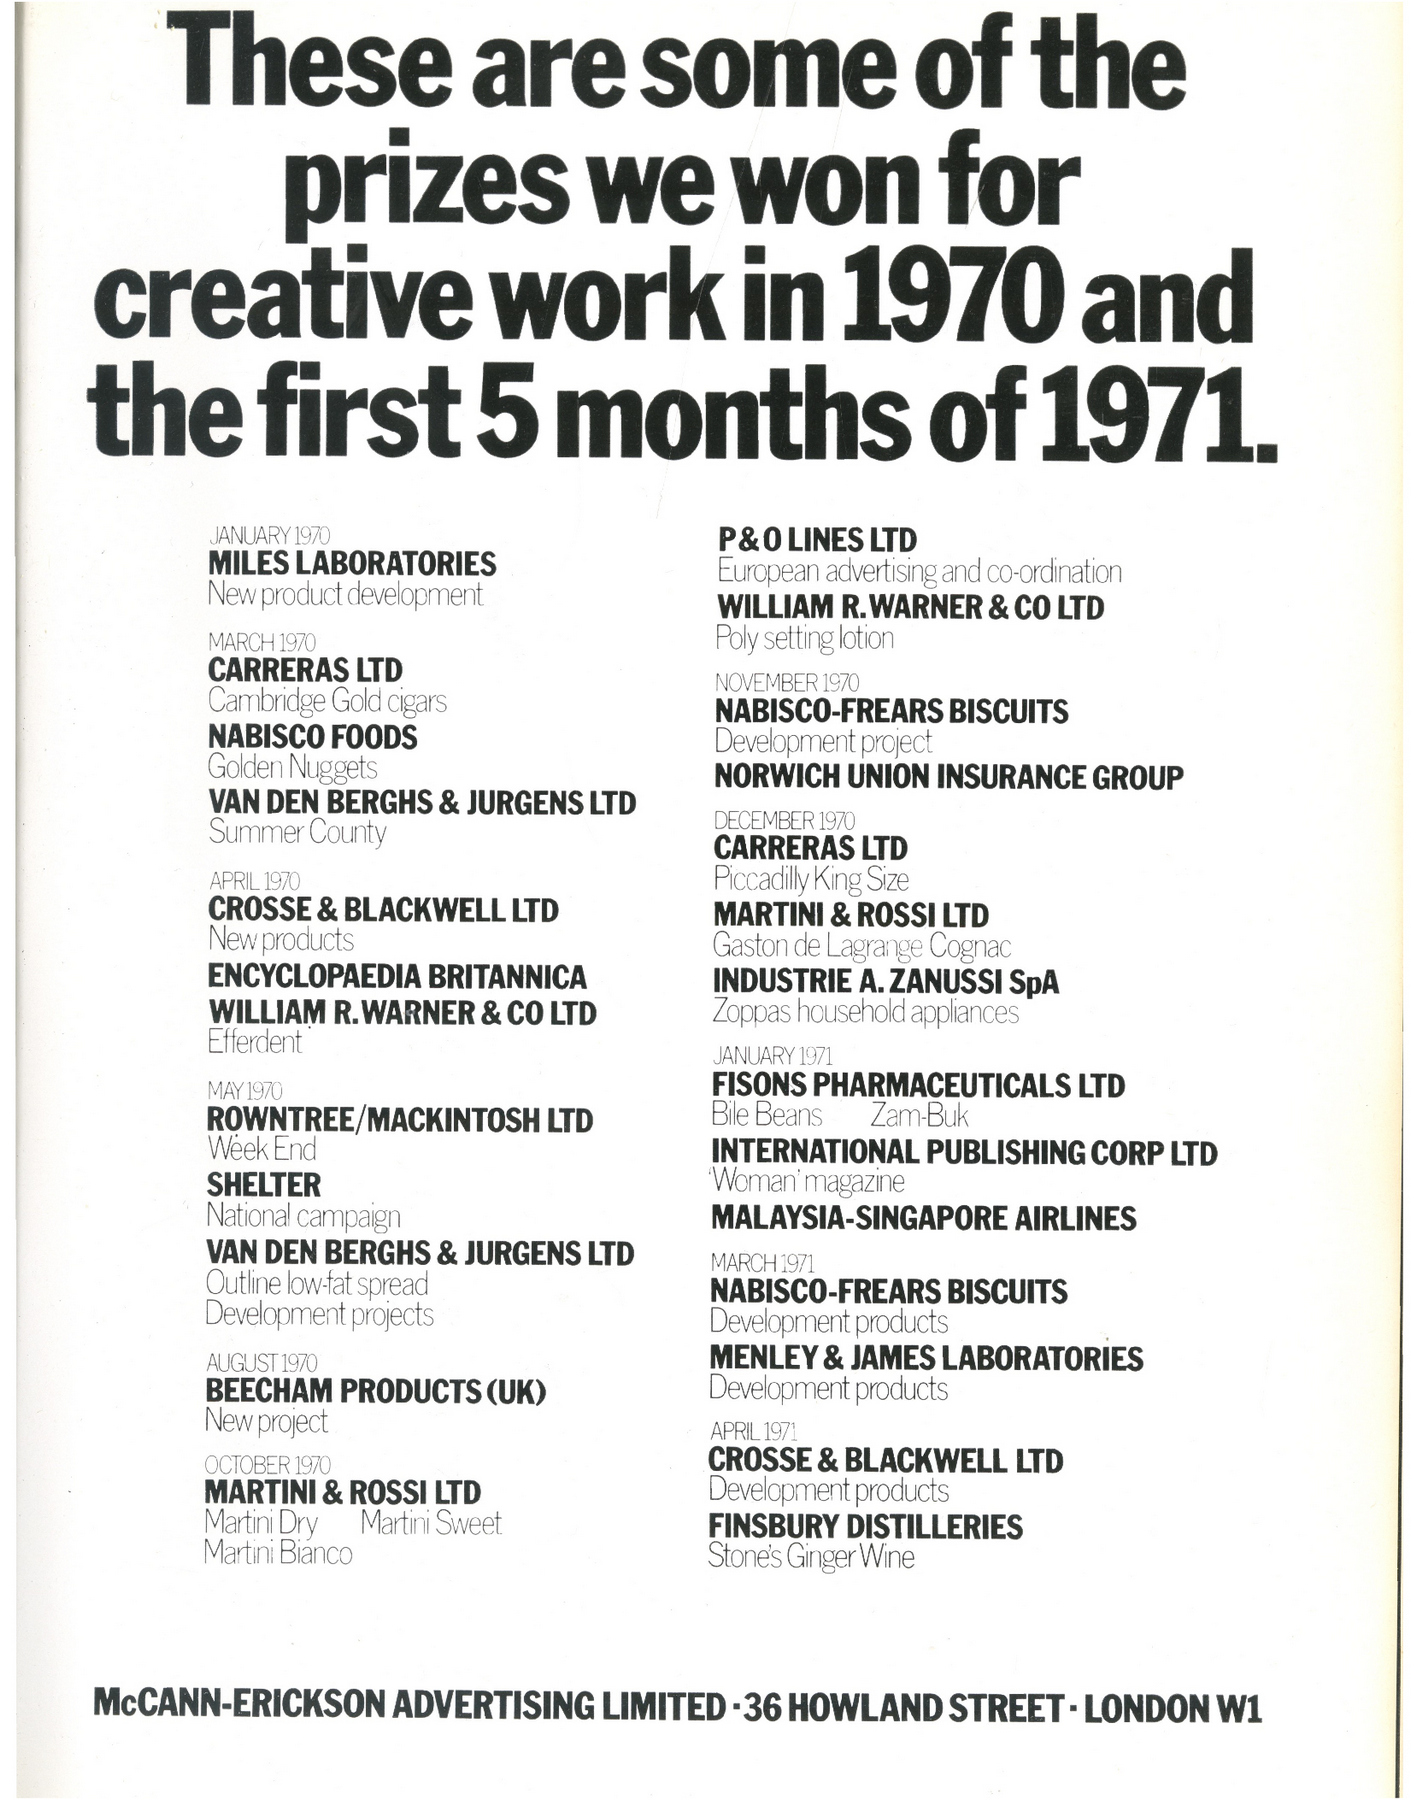 These are some of the
prizes we won for
creative work in 1970 and
the first 5 months of 1971.
JANUARY 1970
MILES LABORATORIES
New product development
MARCH 1970
CARRERAS LTD
Cambridge Gold cigars
NABISCO FOODS
Golden Nuggets
VAN DEN BERGHS & JURGENS LTD
Summer County
APRIL 1970
CROSSE & BLACKWELL LTD
New products
ENCYCLOPAEDIA BRITANNICA
WILLIAM R. WARNER & CO LTD
Efferdent
MAY 1970
ROWNTREE/MACKINTOSH LTD
Week End
SHELTER
National campaign
VAN DEN BERGHS & JURGENS LTD
Outline low-fat spread
Development projects
AUGUST 1970
BEECHAM PRODUCTS (UK)
New project
OCTOBER 1970
MARTINI & ROSSI LTD
Martini Dry Martini Sweet
Martini Bianco
P & O LINES LTD
European advertising and co-ordination
WILLIAM R. WARNER & CO LTD
Poly setting lotion
NOVEMBER 1970
NABISCO-FREARS BISCUITS
Development project
NORWICH UNION INSURANCE GROUP
DECEMBER 1970
CARRERAS LTD
Piccadilly King Size
MARTINI & ROSSI LTD
Gaston de Lagrange Cognac
INDUSTRIE A. ZANUSSI SpA
Zoppas household appliances
JANUARY 1971
FISONS PHARMACEUTICALS LTD
Bile Beans Zam-Buk
INTERNATIONAL PUBLISHING CORP LTD
'Woman' magazine
MALAYSIA-SINGAPORE AIRLINES
MARCH 1971
NABISCO-FREARS BISCUITS
Development products
MENLEY & JAMES LABORATORIES
Development products
APRIL 1971
CROSSE & BLACKWELL LTD
Development products
FINSBURY DISTILLERIES
Stone's Ginger Wine
McCANN-ERICKSON ADVERTISING LIMITED · 36 HOWLAND STREET · LONDON W1